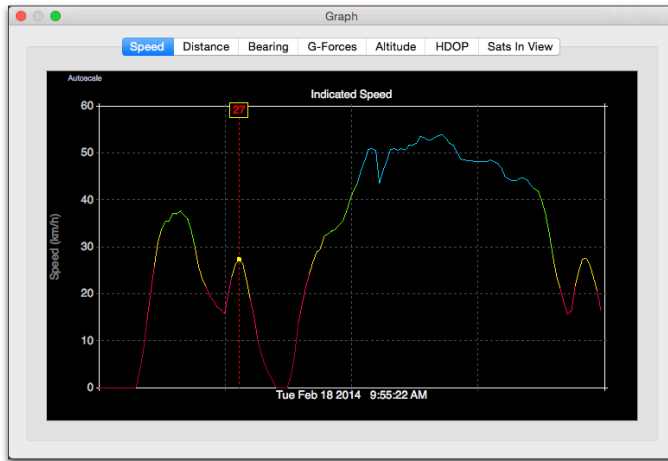 Graph
Speed Distance Bearing G-Forces Altitude HDOP Sats In View
Autoscale
Indicated Speed
60
27
50
40
30
20
10
0
Speed (km/h)
Tue Feb 18 2014 9:55:22 AM